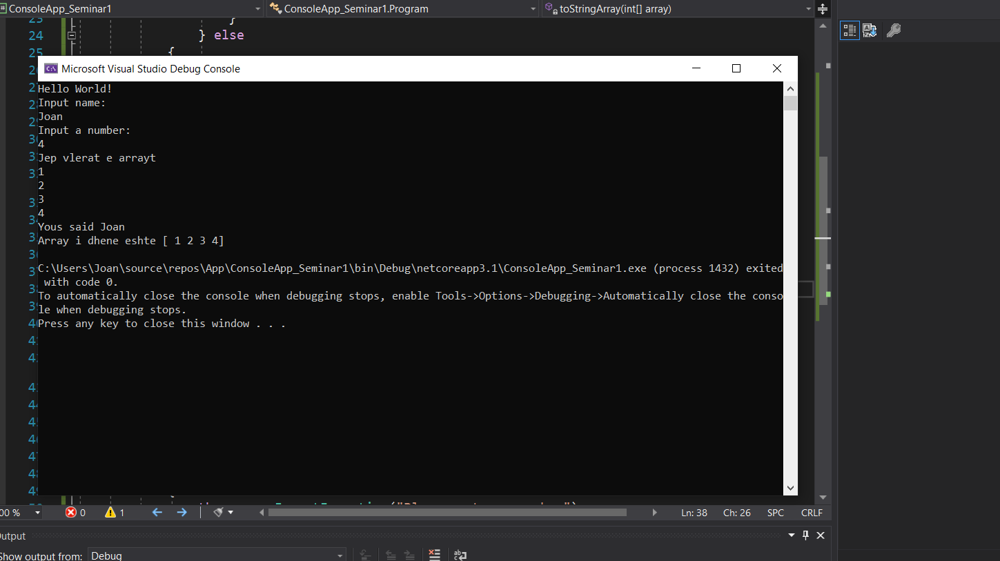 ConsoleApp_Seminar1 ConsoleApp_Seminar1.Program toStringArray(int[] array)
23 }
24 } else
25 {
Microsoft Visual Studio Debug Console
Hello World!
Input name:
Joan
Input a number:
4
Jep vlerat e arrayt
1
2
3
4
Yous said Joan
Array i dhene eshte [ 1 2 3 4]
C:\Users\Joan\source\repos\App\ConsoleApp_Seminar1\bin\Debug\netcoreapp3.1\ConsoleApp_Seminar1.exe (process 1432) exited
with code 0.
To automatically close the console when debugging stops, enable Tools->Options->Debugging->Automatically close the conso
le when debugging stops.
Press any key to close this window . . .
00 % 0 1 Ln: 38 Ch: 26 SPC CRLF
utput
Show output from: Debug